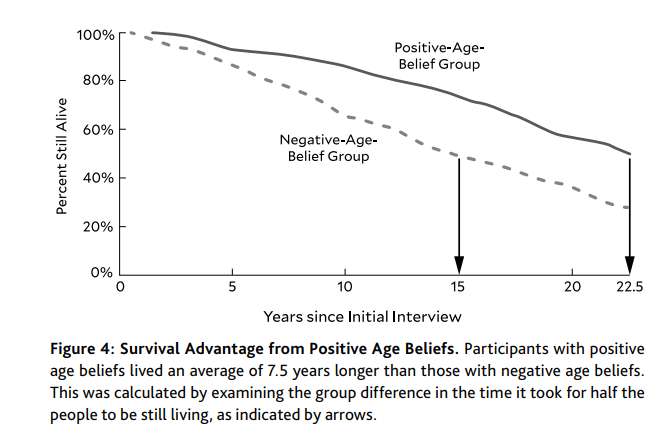 100%
80%
60%
40%
20%
0%
Percent Still Alive
Positive-Age-
Belief Group
Negative-Age-
Belief Group
0
5
10
15
20
22.5
Years since Initial Interview
Figure 4: Survival Advantage from Positive Age Beliefs. Participants with positive
age beliefs lived an average of 7.5 years longer than those with negative age beliefs.
This was calculated by examining the group difference in the time it took for half the
people to be still living, as indicated by arrows.